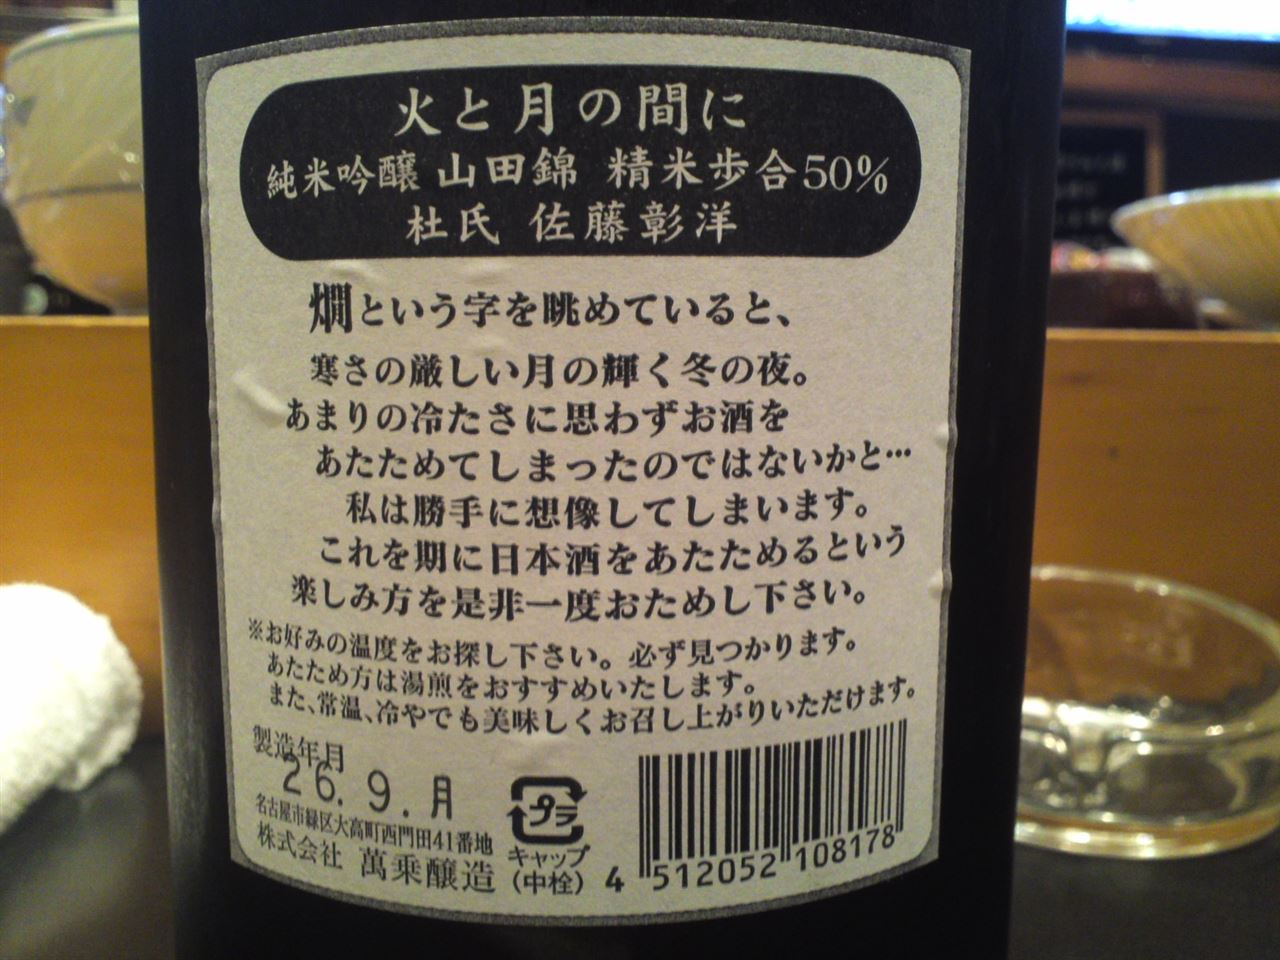 火と月の間に
純米吟醸 山田錦 精米歩合50%
杜氏 佐藤彰洋
燗という字を眺めていると、
寒さの厳しい月の輝く冬の夜。
あまりの冷たさに思わずお酒を
あたためてしまったのではないかと…
私は勝手に想像してしまいます。
これを期に日本酒をあたためるという
楽しみ方を是非一度おためし下さい。
※お好みの温度をお探し下さい。必ず見つかります。
あたため方は湯煎をおすすめいたします。
また、常温、冷やでも美味しくお召し上がりいただけます。
製造年月
26.9.月
名古屋市緑区大高町西門田41番地
株式会社 萬乗醸造
プラ
キャップ
(中栓)
4 512052 108178